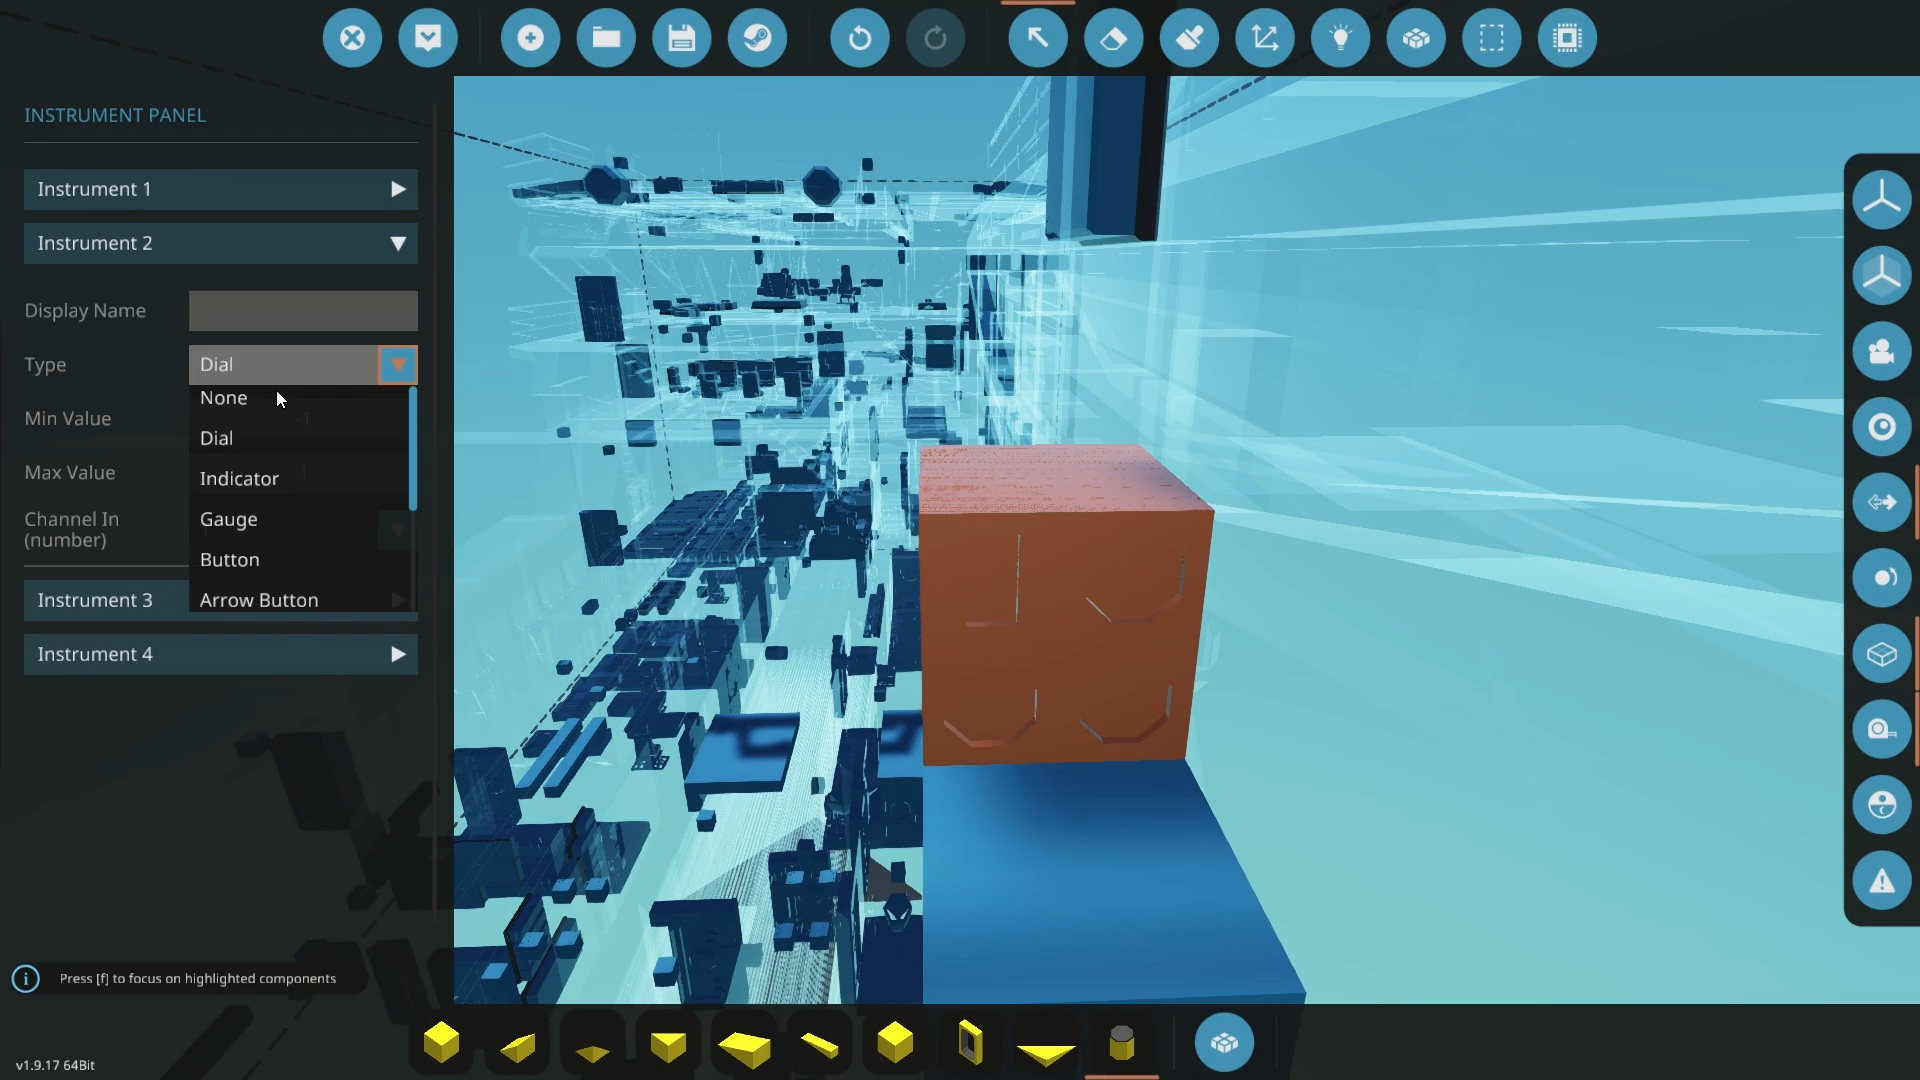 INSTRUMENT PANEL
Instrument 1
Instrument 2
Display Name
Type
Dial
None
Min Value
Dial
Max Value
Indicator
Channel In
(number)
Gauge
Button
Instrument 3
Arrow Button
Instrument 4
Press [f] to focus on highlighted components
v1.9.17 64Bit